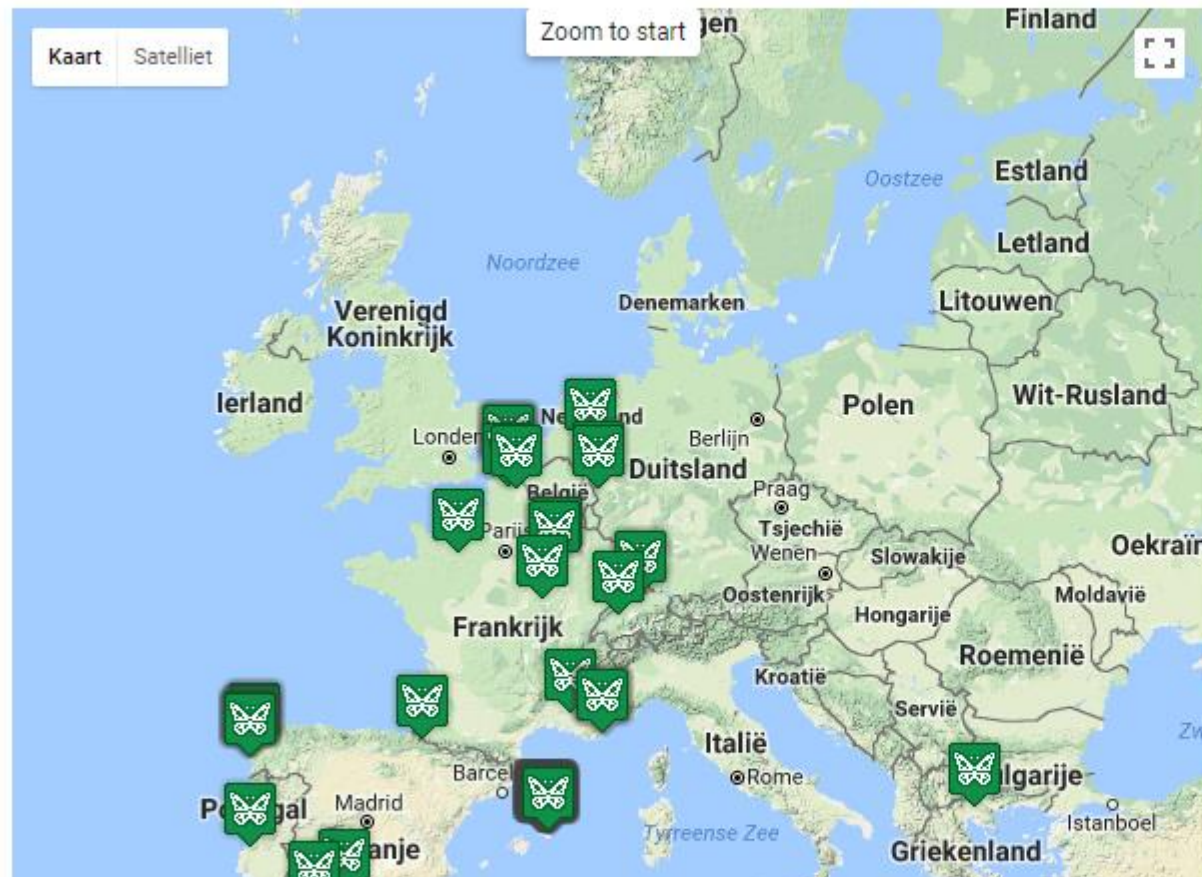 Kaart
Satelliet
Zoom to start
Finland
Oostzee
Estland
Letland
Noordzee
Denemarken
Litouwen
Verenigd
Koninkrijk
Wit-Rusland
Ierland
Polen
Londen
Berlijn
Duitsland
België
Praag
Tsjechië
Parijs
Wenen
Slowakije
Oostenrijk
Moldavië
Hongarije
Frankrijk
Roemenië
Kroatië
Servië
Italië
Rome
Madrid
Istanboel
Tyrreense Zee
Griekenland